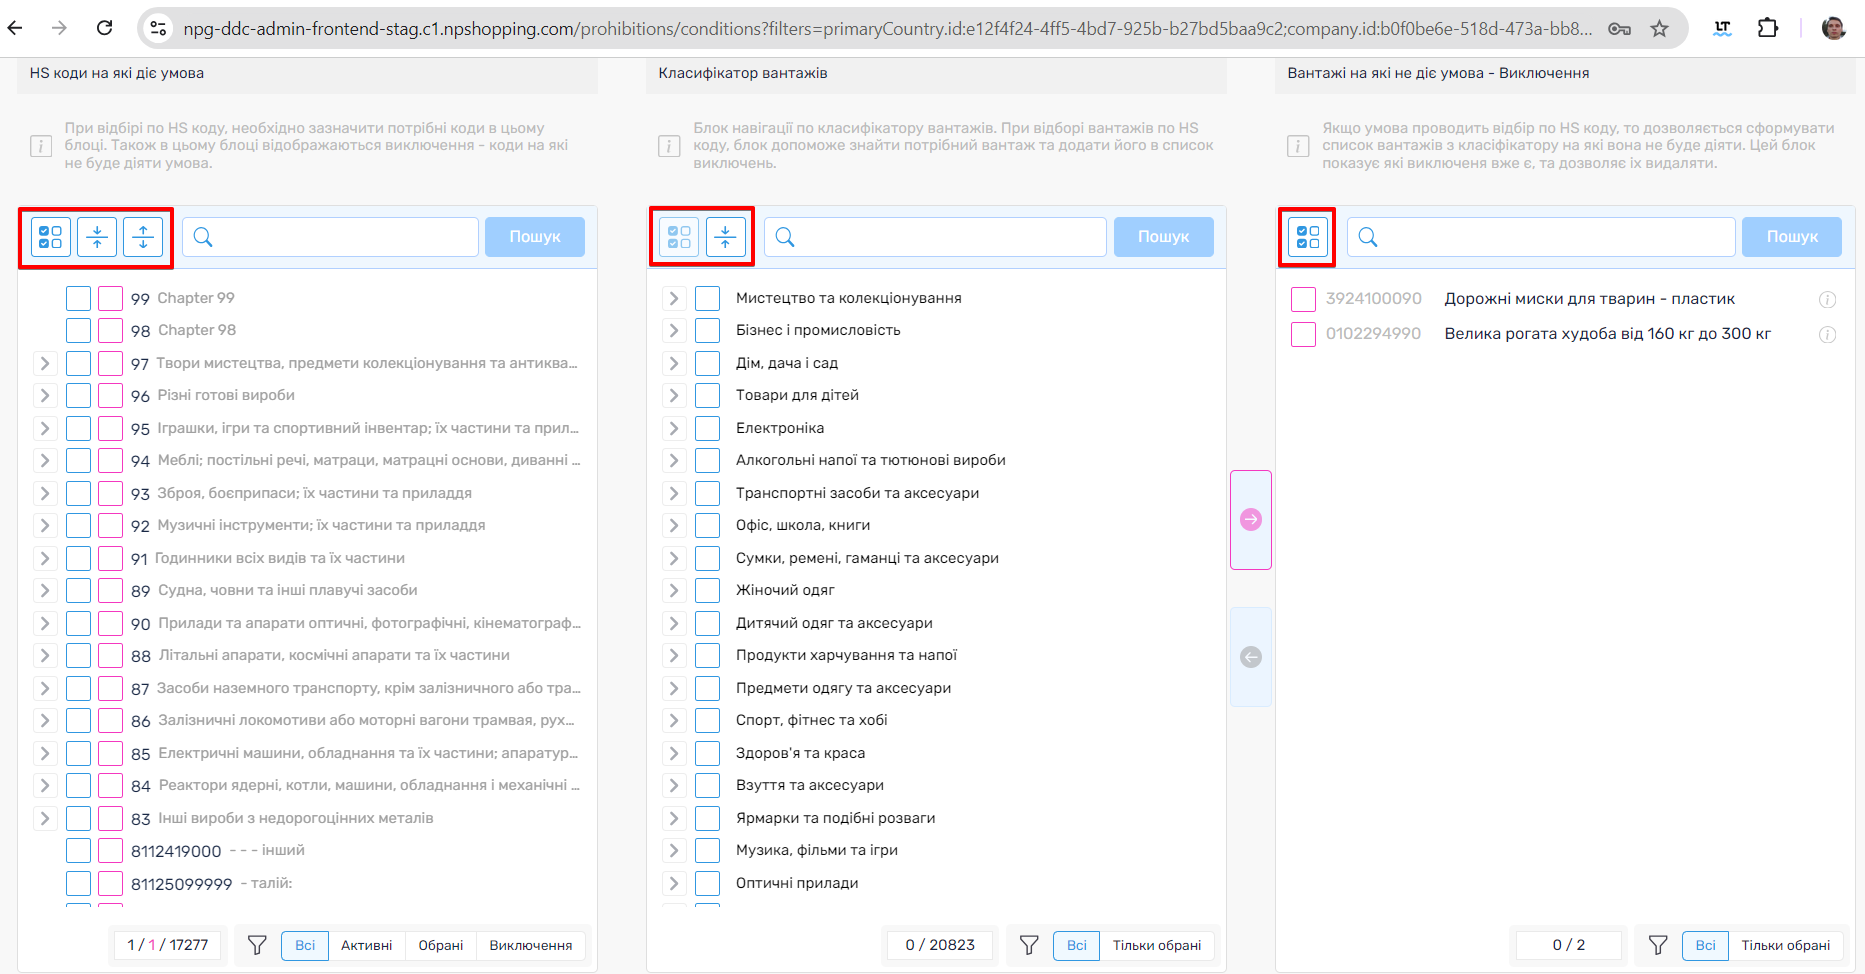 npg-ddc-admin-frontend-stag.c1.npshopping.com/prohibitions/conditions?filters=primaryCountry.id:e12f4f24-4ff5-4bd7-925b-b27bd5baa9c2;company.id:b0f0be6e-518d-473a-bb8...
LT
HS коди на які діє умова
При відбірі по HS коду, необхідно зазначити потрібні коди в цьому
блоці. Також в цьому блоці відображаються виключення - коди на які
не буде діяти умова.
Пошук
99 Chapter 99
98 Chapter 98
97 Твори мистецтва, предмети колекціонування та антиква...
96 Різні готові вироби
95 Іграшки, ігри та спортивний інвентар; їх частини та прил...
94 Меблі; постільні речі, матраци, матрацні основи, диванні ...
93 Зброя, боєприпаси; їх частини та приладдя
92 Музичні інструменти; їх частини та приладдя
91 Годинники всіх видів та їх частини
89 Судна, човни та інші плавучі засоби
90 Прилади та апарати оптичні, фотографічні, кінематограф...
88 Літальні апарати, космічні апарати та їх частини
87 Засоби наземного транспорту, крім залізничного або тра...
86 Залізничні локомотиви або моторні вагони трамвая, рух...
85 Електричні машини, обладнання та їх частини; апаратур...
84 Реактори ядерні, котли, машини, обладнання і механічні ...
83 Інші вироби з недорогоцінних металів
8112419000 - - - інший
81125099999 - талій:
1 / 1 / 17277
Всі
Активні
Обрані
Виключення
Класифікатор вантажів
Блок навігації по класифікатору вантажів. При відборі вантажів по HS
коду, блок допоможе знайти потрібний вантаж та додати його в список
виключень.
Пошук
Мистецтво та колекціонування
Бізнес і промисловість
Дім, дача і сад
Товари для дітей
Електроніка
Алкогольні напої та тютюнові вироби
Транспортні засоби та аксесуари
Офіс, школа, книги
Сумки, ремені, гаманці та аксесуари
Жіночий одяг
Дитячий одяг та аксесуари
Продукти харчування та напої
Предмети одягу та аксесуари
Спорт, фітнес та хобі
Здоров'я та краса
Взуття та аксесуари
Ярмарки та подібні розваги
Музика, фільми та ігри
Оптичні прилади
0 / 20823
Всі
Тільки обрані
Вантажі на які не діє умова - Виключення
Якщо умова проводить відбір по HS коду, то дозволяється сформувати
список вантажів з класіфікатору на які вона не буде діяти. Цей блок
показує які виключеня вже є, та дозволяє іх видаляти.
Пошук
3924100090 Дорожні миски для тварин - пластик
0102294990 Велика рогата худоба від 160 кг до 300 кг
0 / 2
Всі
Тільки обрані